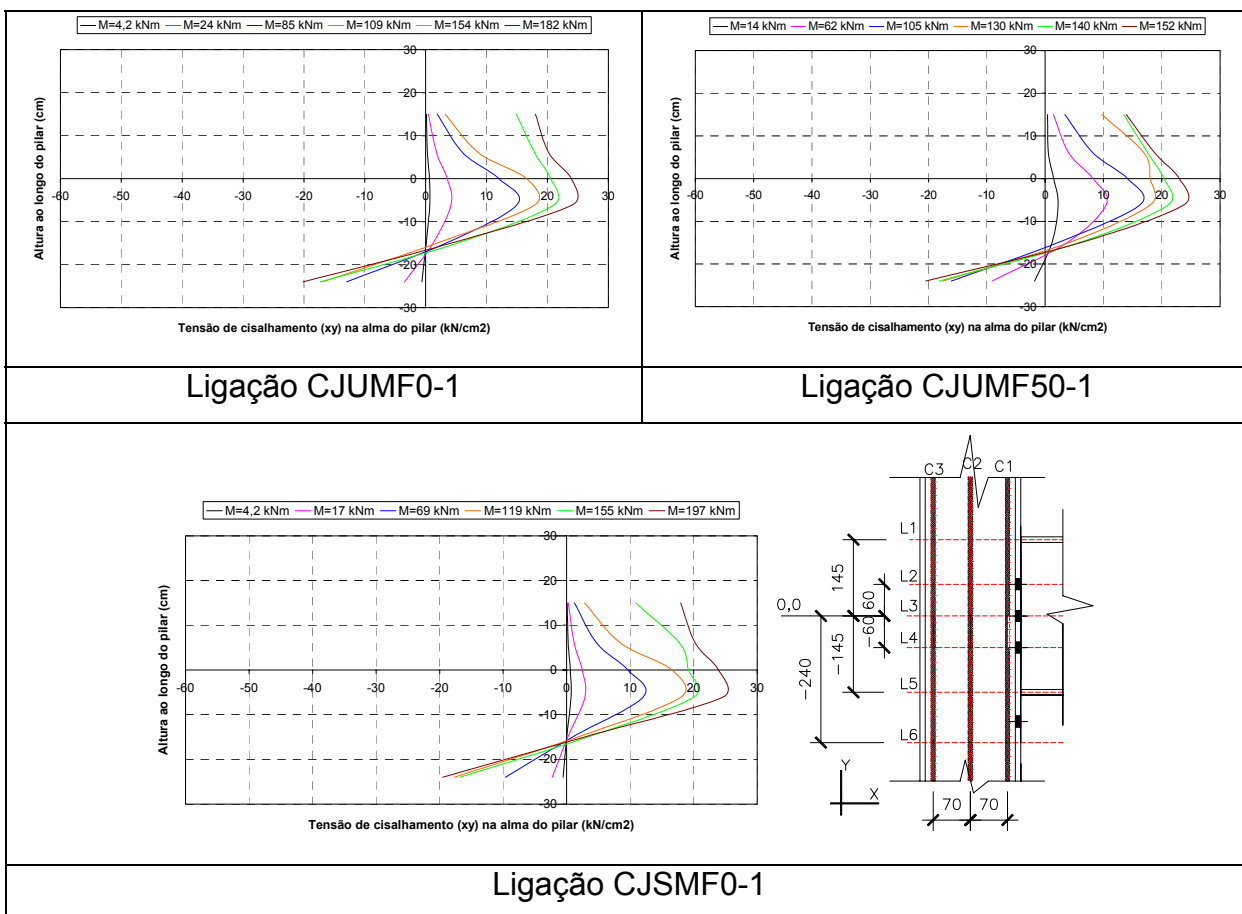 M=4,2 kNm M=24 kNm M=85 kNm M=109 kNm M=154 kNm M=182 kNm
30
20
10
0
-10
-20
-30
-60 -50 -40 -30 -20 -10 0 10 20 30
Altura ao longo do pilar (cm)
Tensão de cisalhamento (xy) na alma do pilar (kN/cm2)
M=14 kNm M=62 kNm M=105 kNm M=130 kNm M=140 kNm M=152 kNm
30
20
10
0
-10
-20
-30
-60 -50 -40 -30 -20 -10 0 10 20 30
Altura ao longo do pilar (cm)
Tensão de cisalhamento (xy) na alma do pilar (kN/cm2)
Ligação CJUMF0-1
Ligação CJUMF50-1
M=4,2 kNm M=17 kNm M=69 kNm M=119 kNm M=155 kNm M=197 kNm
30
20
10
0
-10
-20
-30
-60 -50 -40 -30 -20 -10 0 10 20 30
Altura ao longo do pilar (cm)
Tensão de cisalhamento (xy) na alma do pilar (kN/cm2)
C3 C2 C1
L1
L2
L3
L4
L5
L6
0,0
145
60
-60
-145
-240
Y
X
70 70
Ligação CJSMF0-1